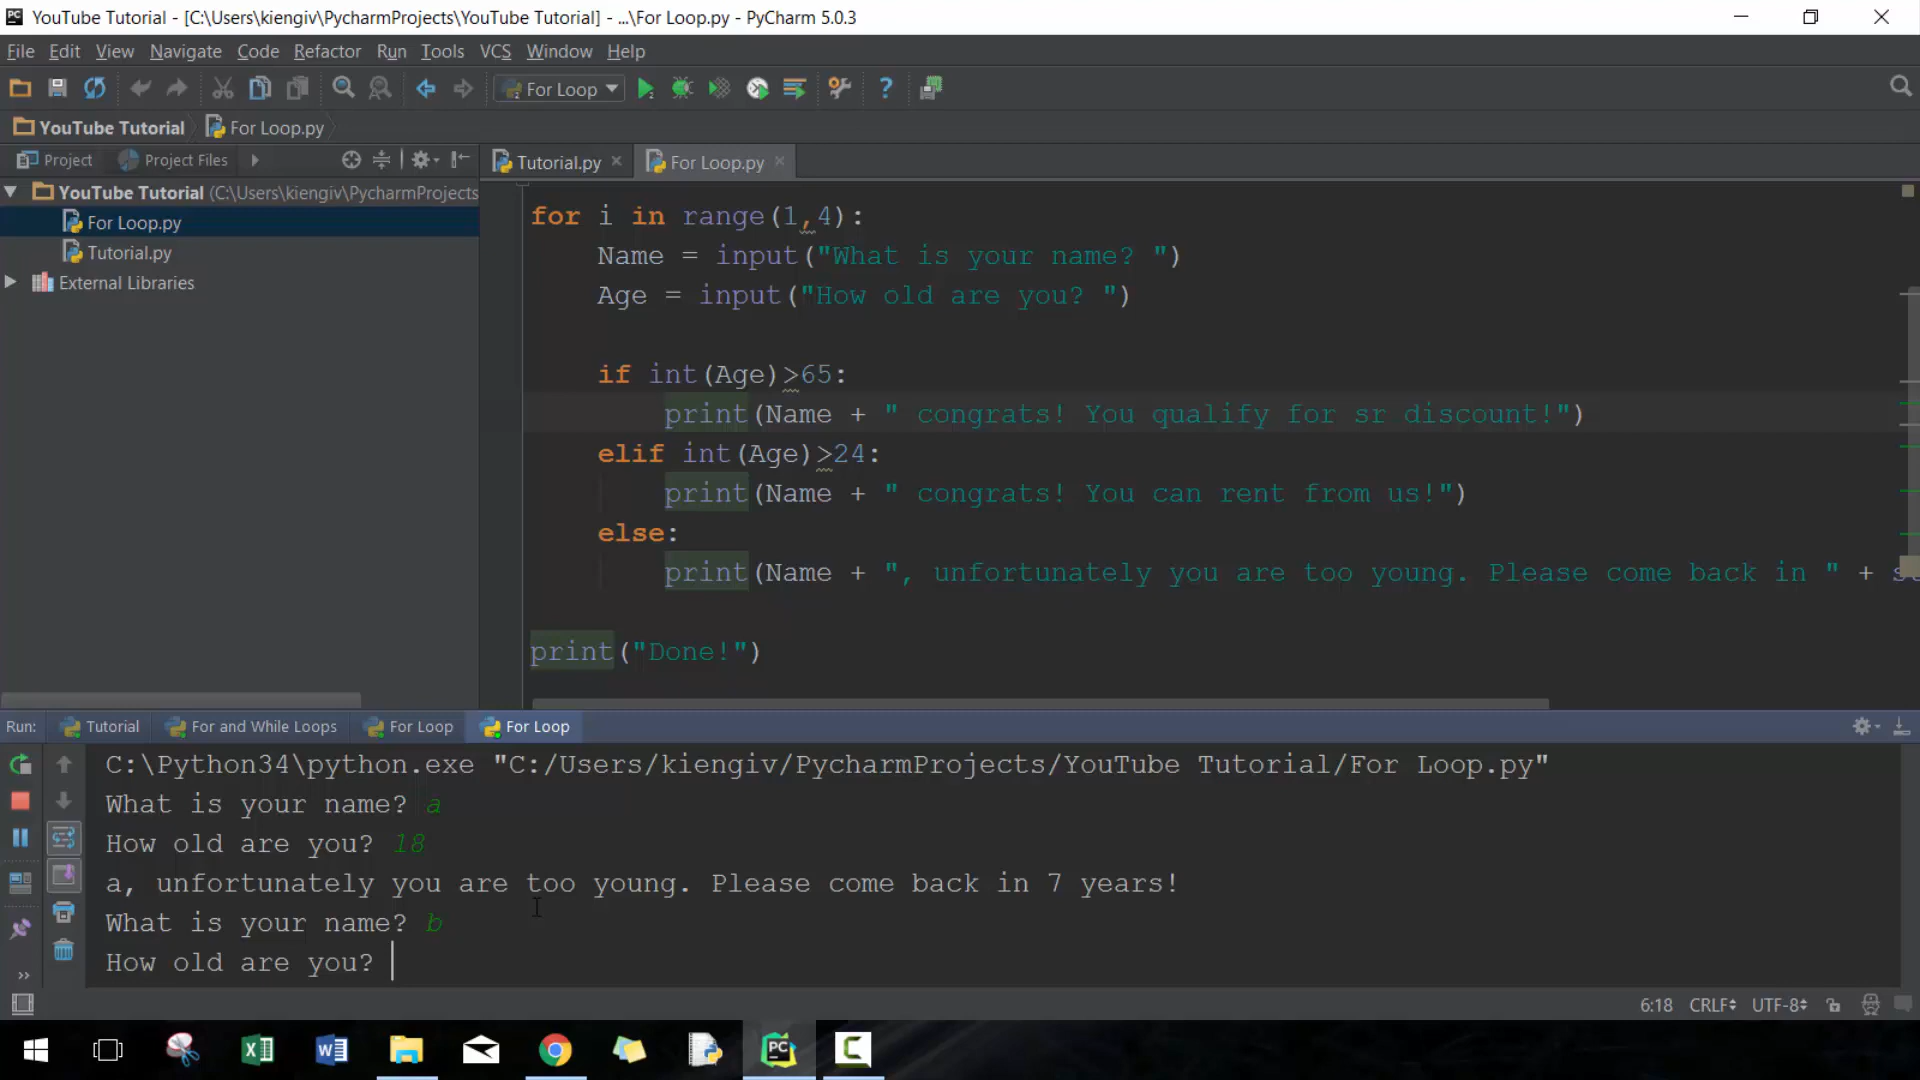 YouTube Tutorial - [C:\Users\kiengiv\PycharmProjects\YouTube Tutorial] - ...\For Loop.py - PyCharm 5.0.3
File Edit View Navigate Code Refactor Run Tools VCS Window Help
For Loop
YouTube Tutorial For Loop.py
Project Project Files
Tutorial.py For Loop.py
YouTube Tutorial (C:\Users\kiengiv\PycharmProjects
For Loop.py
Tutorial.py
External Libraries
for i in range(1,4):
Name = input("What is your name? ")
Age = input("How old are you? ")
if int(Age)>65:
print(Name + " congrats! You qualify for sr discount!")
elif int(Age)>24:
print(Name + " congrats! You can rent from us!")
else:
print(Name + ", unfortunately you are too young. Please come back in " +
print("Done!")
Run: Tutorial For and While Loops For Loop For Loop
C:\Python34\python.exe "C:/Users/kiengiv/PycharmProjects/YouTube Tutorial/For Loop.py"
What is your name? a
How old are you? 18
a, unfortunately you are too young. Please come back in 7 years!
What is your name? b
How old are you?
6:18 CRLF UTF-8